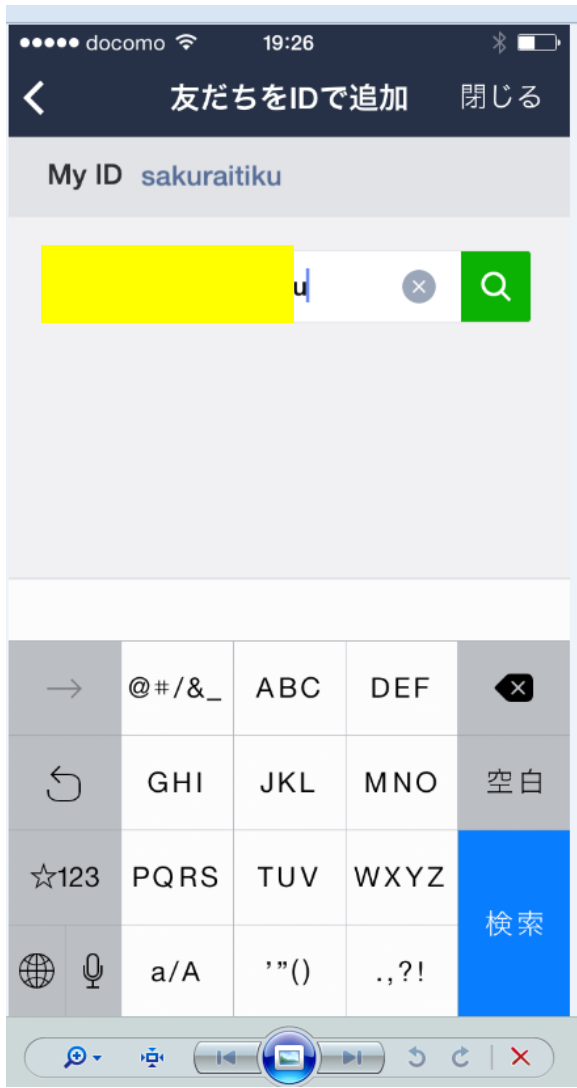 docomo 19:26
友だちをIDで追加 閉じる
My ID sakuraitiku
u
→ @#/&_ ABC DEF
GHI JKL MNO 空白
☆123 PQRS TUV WXYZ
検索
a/A '"() .,?!